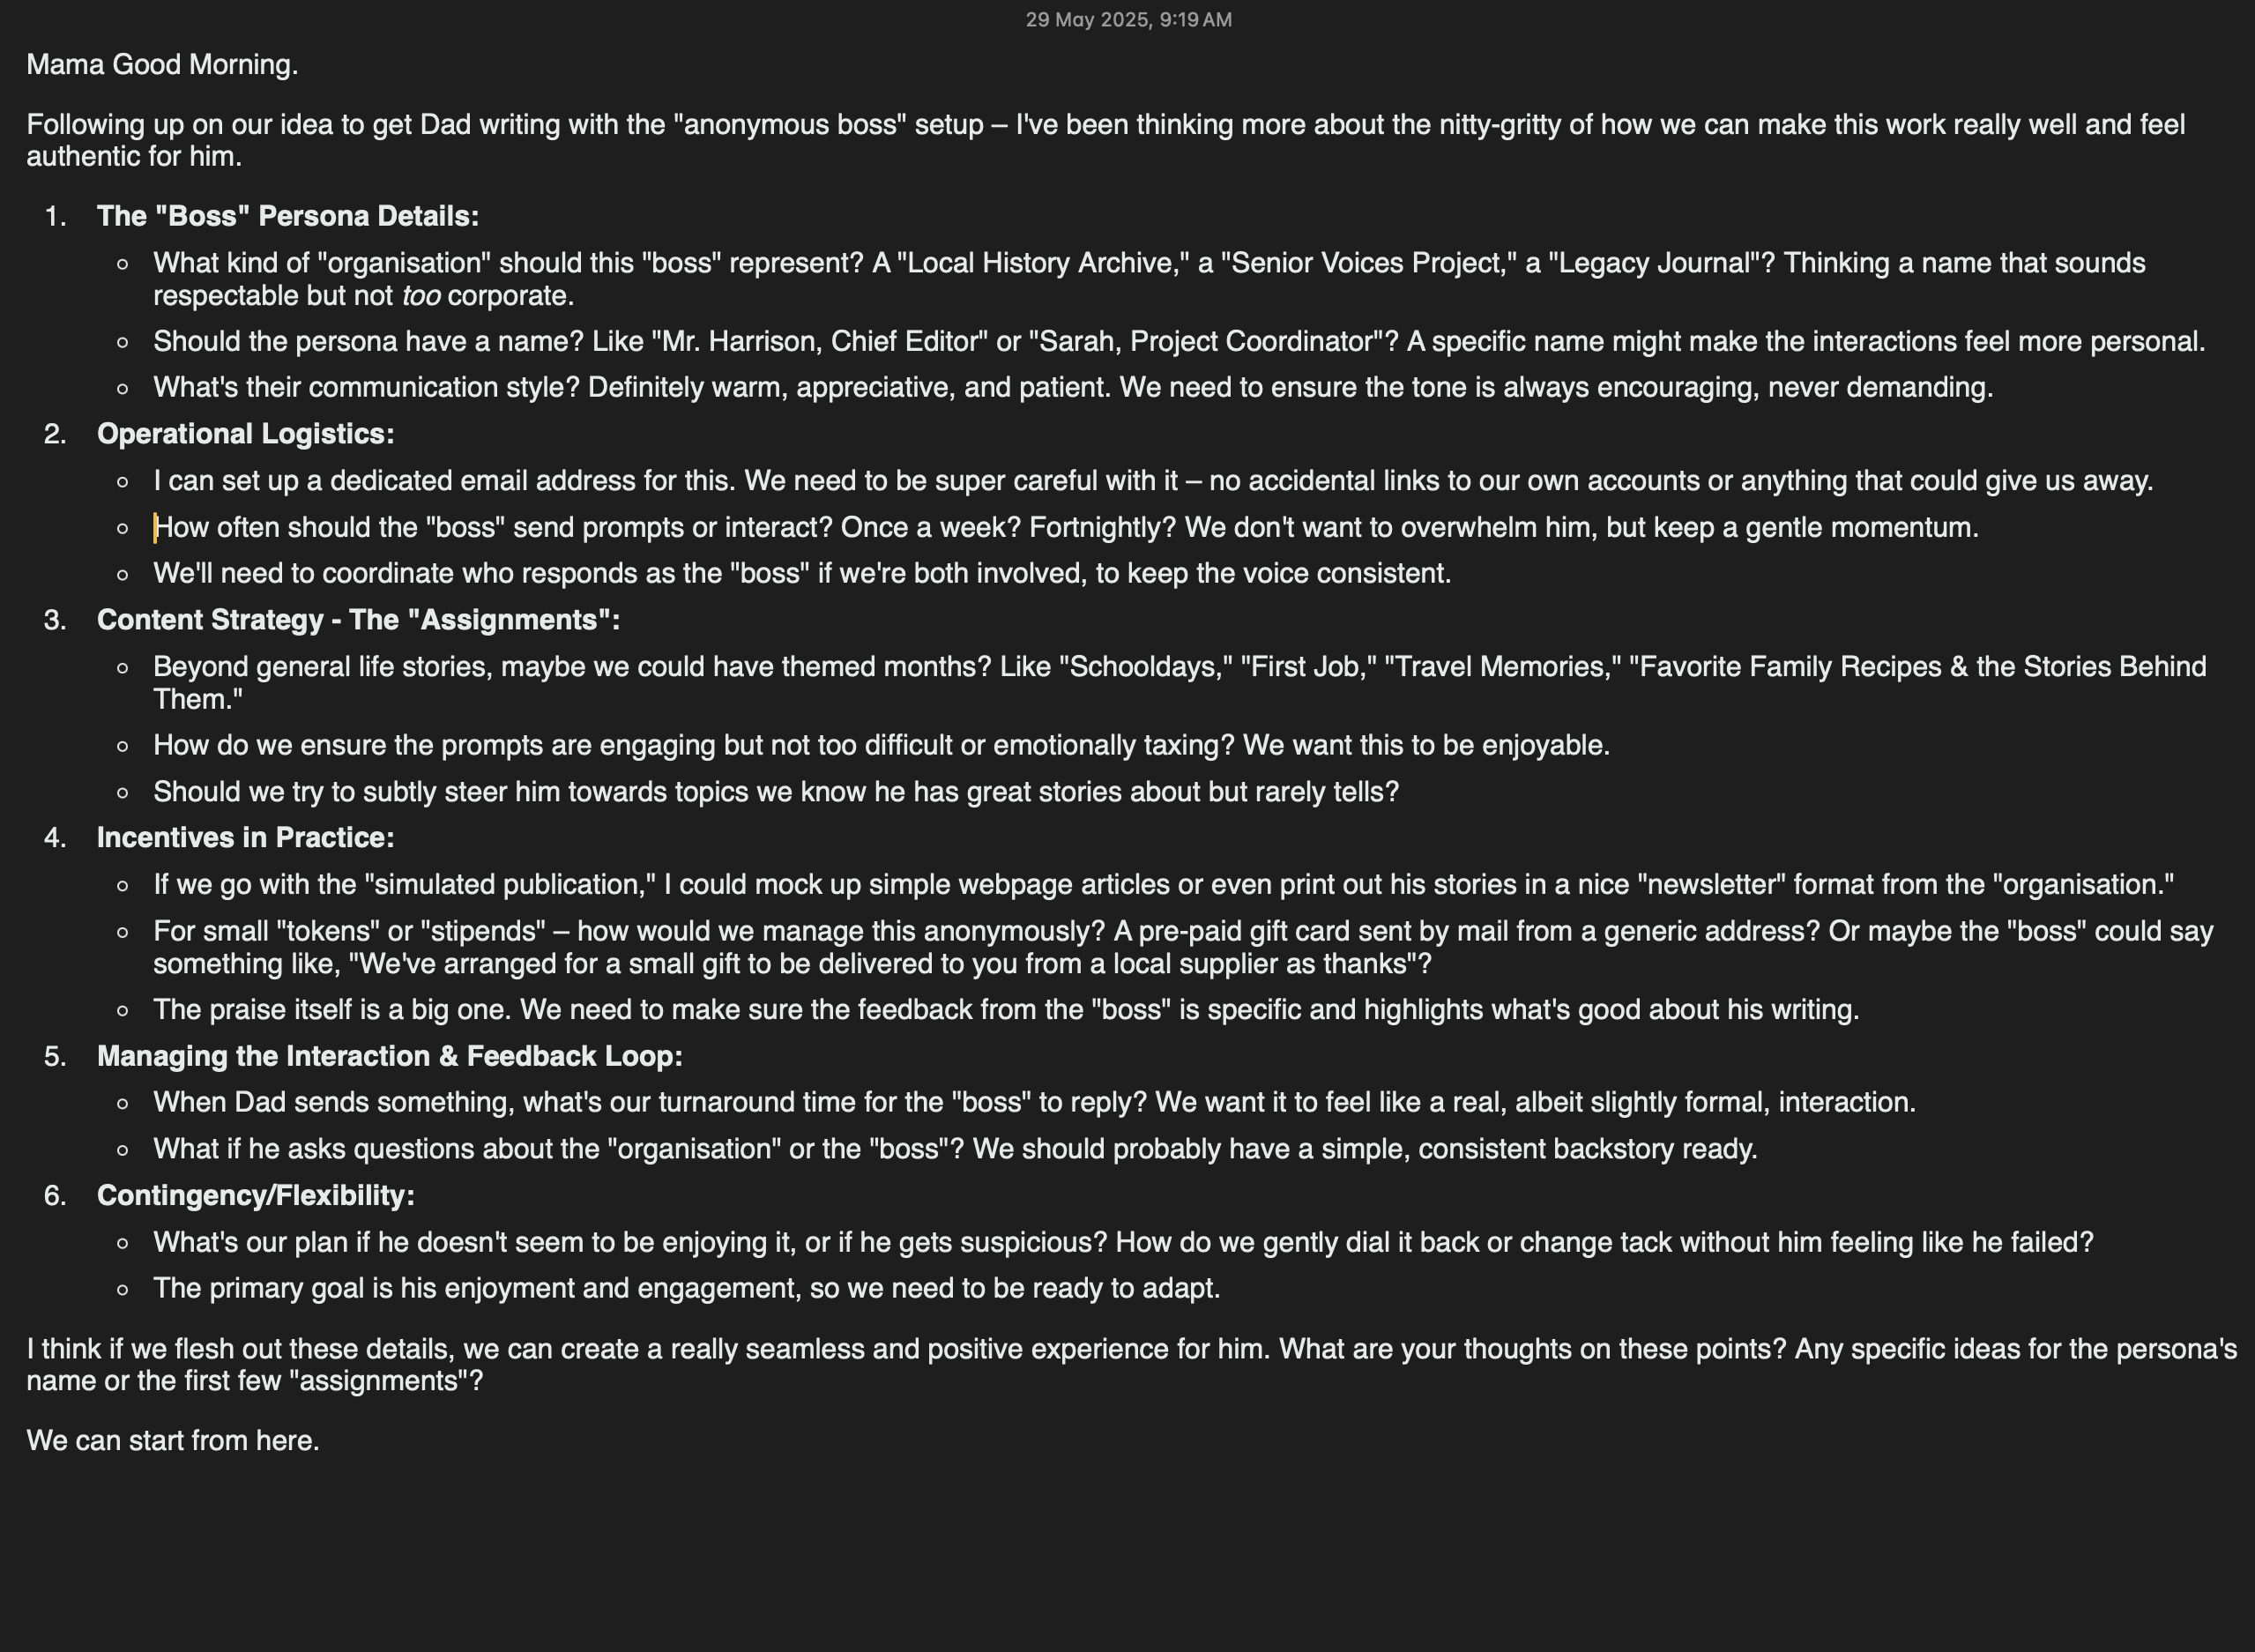 29 May 2025, 9:19 AM
Mama Good Morning.
Following up on our idea to get Dad writing with the "anonymous boss" setup – I've been thinking more about the nitty-gritty of how we can make this work really well and feel
authentic for him.
1. The "Boss" Persona Details:
○ What kind of "organisation" should this "boss" represent? A "Local History Archive," a "Senior Voices Project," a "Legacy Journal"? Thinking a name that sounds
respectable but not too corporate.
○ Should the persona have a name? Like "Mr. Harrison, Chief Editor" or "Sarah, Project Coordinator"? A specific name might make the interactions feel more personal.
○ What's their communication style? Definitely warm, appreciative, and patient. We need to ensure the tone is always encouraging, never demanding.
2. Operational Logistics:
○ I can set up a dedicated email address for this. We need to be super careful with it – no accidental links to our own accounts or anything that could give us away.
○ How often should the "boss" send prompts or interact? Once a week? Fortnightly? We don't want to overwhelm him, but keep a gentle momentum.
○ We'll need to coordinate who responds as the "boss" if we're both involved, to keep the voice consistent.
3. Content Strategy - The "Assignments":
○ Beyond general life stories, maybe we could have themed months? Like "Schooldays," "First Job," "Travel Memories," "Favorite Family Recipes & the Stories Behind
Them."
○ How do we ensure the prompts are engaging but not too difficult or emotionally taxing? We want this to be enjoyable.
○ Should we try to subtly steer him towards topics we know he has great stories about but rarely tells?
4. Incentives in Practice:
○ If we go with the "simulated publication," I could mock up simple webpage articles or even print out his stories in a nice "newsletter" format from the "organisation."
○ For small "tokens" or "stipends" – how would we manage this anonymously? A pre-paid gift card sent by mail from a generic address? Or maybe the "boss" could say
something like, "We've arranged for a small gift to be delivered to you from a local supplier as thanks"?
○ The praise itself is a big one. We need to make sure the feedback from the "boss" is specific and highlights what's good about his writing.
5. Managing the Interaction & Feedback Loop:
○ When Dad sends something, what's our turnaround time for the "boss" to reply? We want it to feel like a real, albeit slightly formal, interaction.
○ What if he asks questions about the "organisation" or the "boss"? We should probably have a simple, consistent backstory ready.
6. Contingency/Flexibility:
○ What's our plan if he doesn't seem to be enjoying it, or if he gets suspicious? How do we gently dial it back or change tack without him feeling like he failed?
○ The primary goal is his enjoyment and engagement, so we need to be ready to adapt.
I think if we flesh out these details, we can create a really seamless and positive experience for him. What are your thoughts on these points? Any specific ideas for the persona's
name or the first few "assignments"?
We can start from here.